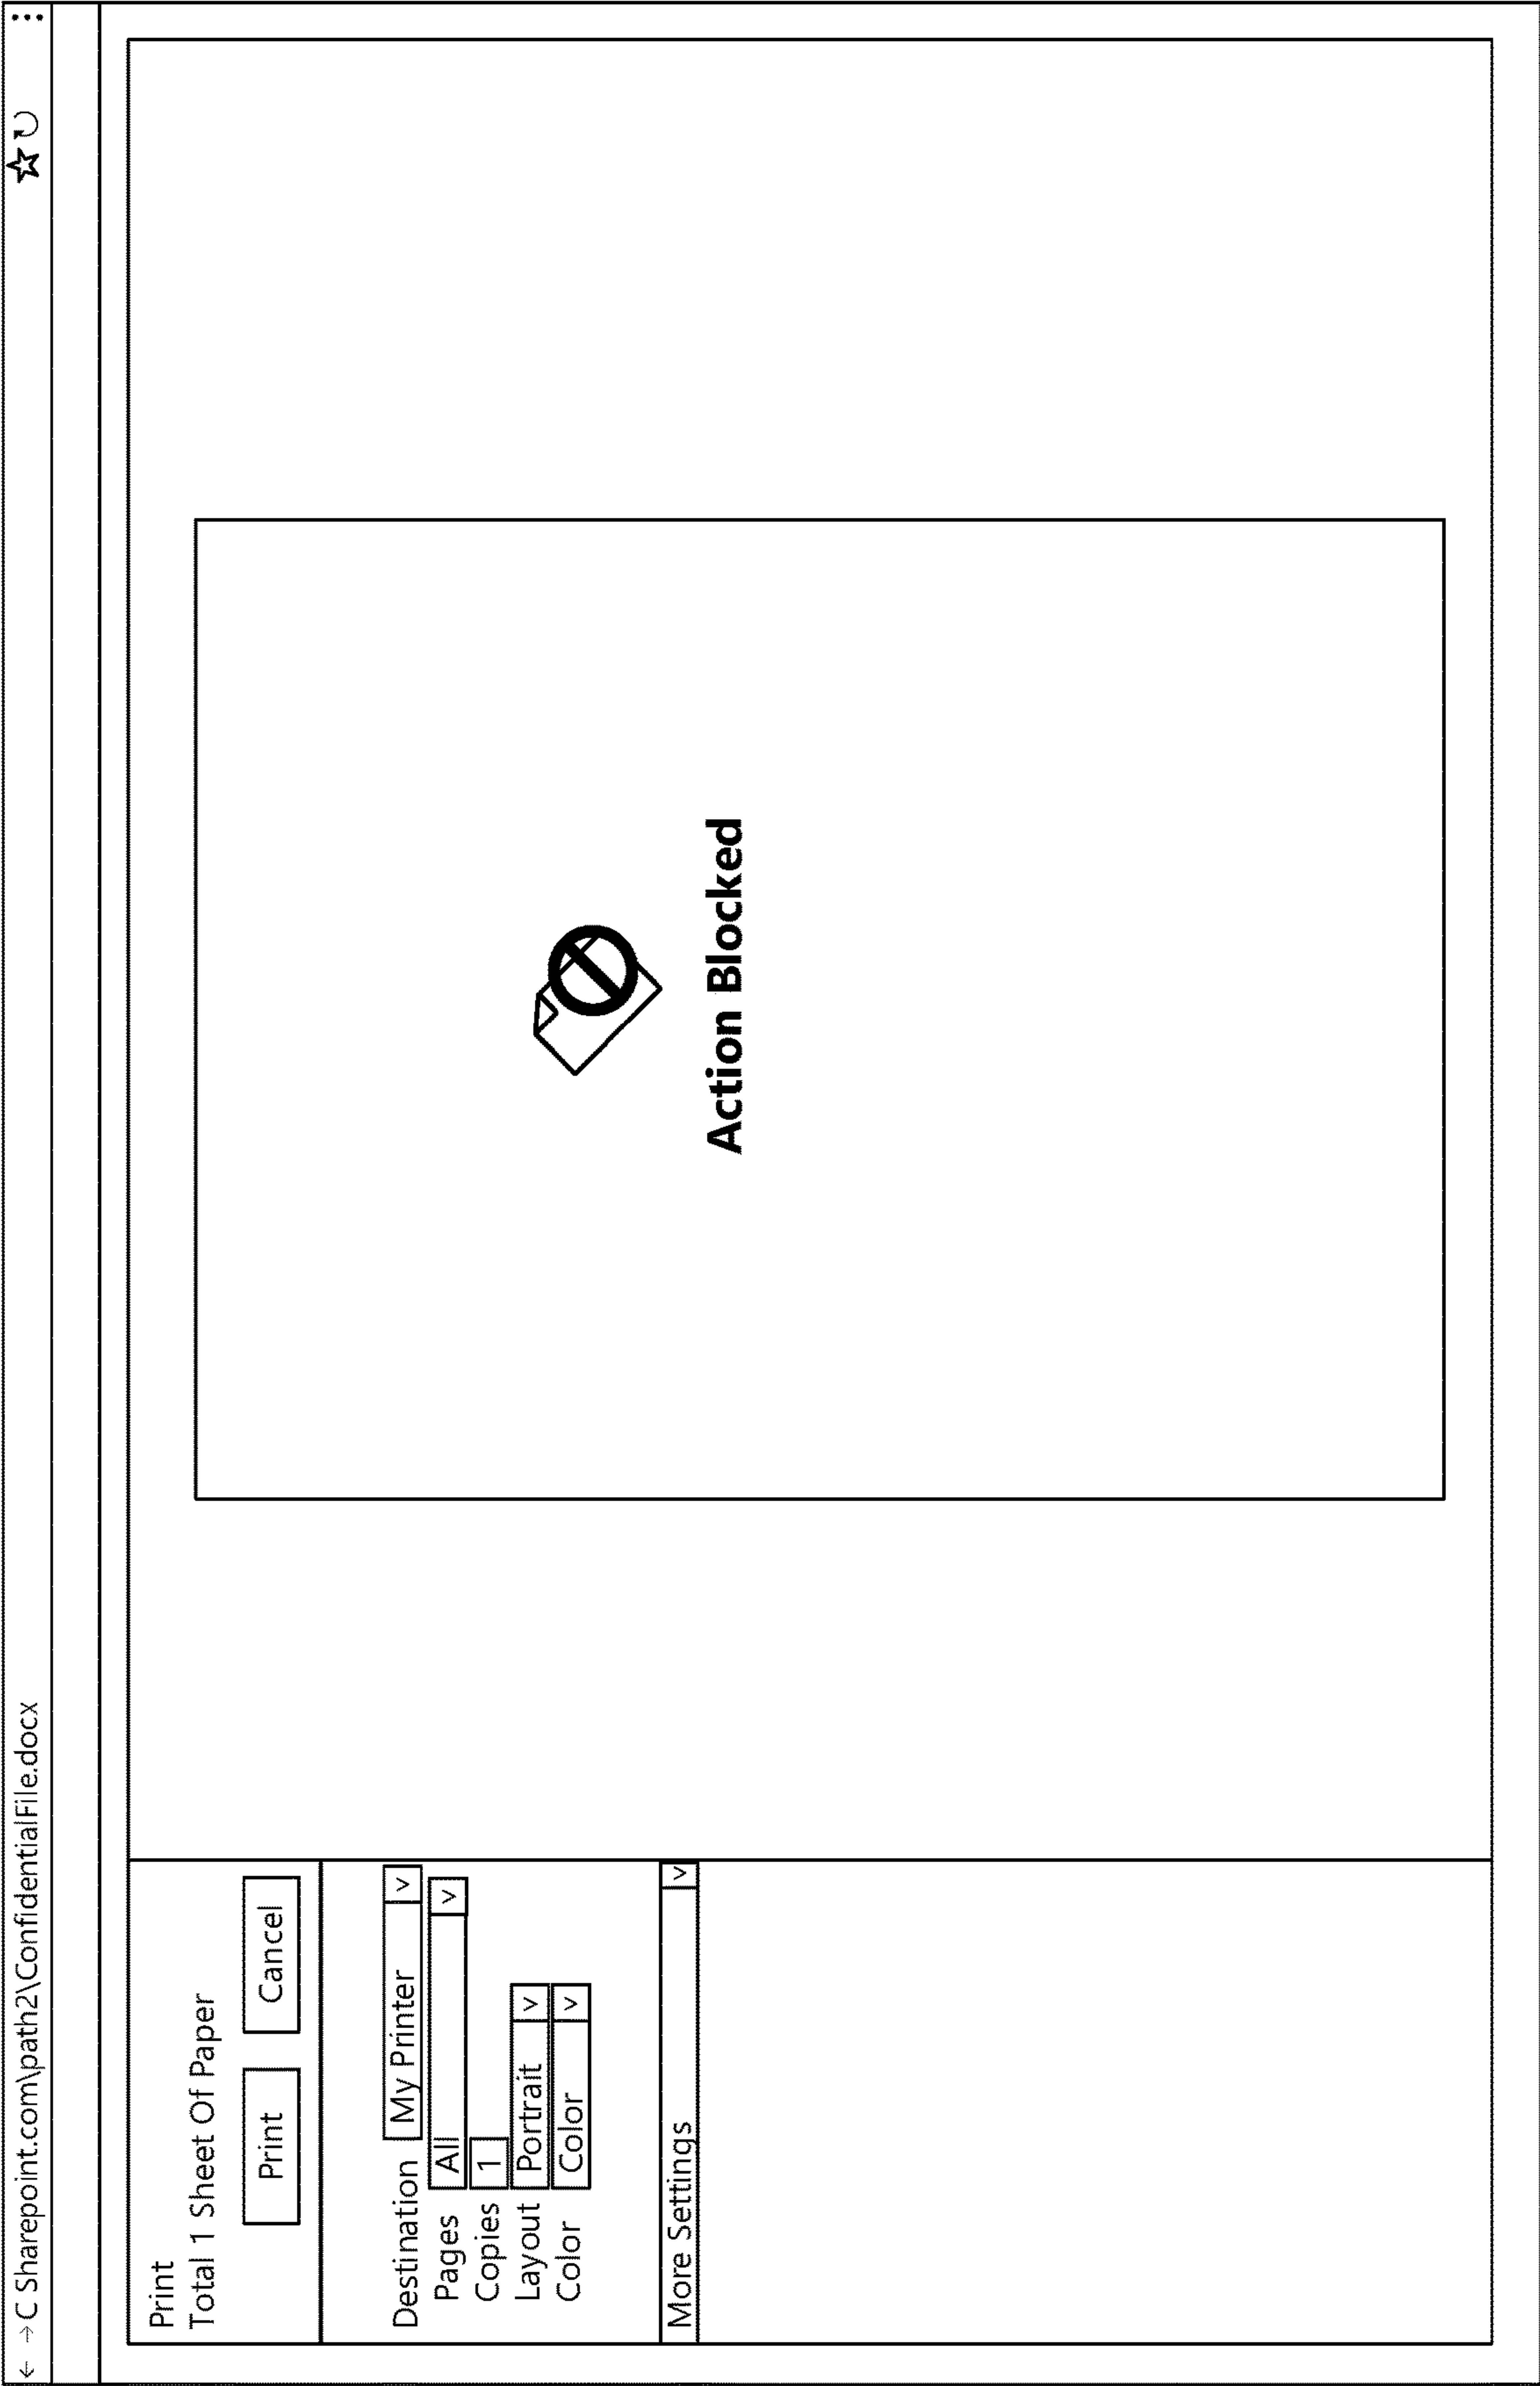 ← → C Sharepoint.com\path2\ConfidentialFile.docx
Print
Total 1 Sheet Of Paper
Print Cancel
Destination My Printer v
Pages All v
Copies 1
Layout Portrait v
Color Color v
More Settings v
Action Blocked